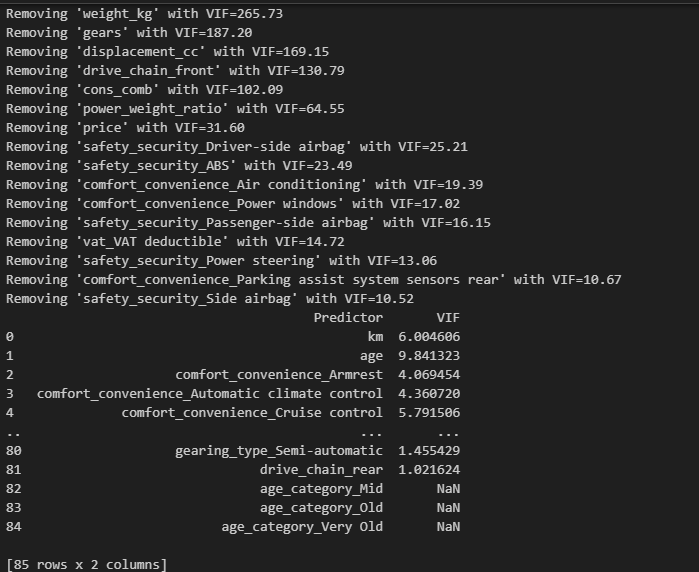 Removing 'weight_kg' with VIF=265.73
Removing 'gears' with VIF=187.20
Removing 'displacement_cc' with VIF=169.15
Removing 'drive_chain_front' with VIF=130.79
Removing 'cons_comb' with VIF=102.09
Removing 'power_weight_ratio' with VIF=64.55
Removing 'price' with VIF=31.60
Removing 'safety_security_Driver-side airbag' with VIF=25.21
Removing 'safety_security_ABS' with VIF=23.49
Removing 'comfort_convenience_Air conditioning' with VIF=19.39
Removing 'comfort_convenience_Power windows' with VIF=17.02
Removing 'safety_security_Passenger-side airbag' with VIF=16.15
Removing 'vat_VAT deductible' with VIF=14.72
Removing 'safety_security_Power steering' with VIF=13.06
Removing 'comfort_convenience_Parking assist system sensors rear' with VIF=10.67
Removing 'safety_security_Side airbag' with VIF=10.52
Predictor VIF
0 km 6.004606
1 age 9.841323
2 comfort_convenience_Armrest 4.069454
3 comfort_convenience_Automatic climate control 4.360720
4 comfort_convenience_Cruise control 5.791506
.. ... ...
80 gearing_type_Semi-automatic 1.455429
81 drive_chain_rear 1.021624
82 age_category_Mid NaN
83 age_category_Old NaN
84 age_category_Very Old NaN
[85 rows x 2 columns]